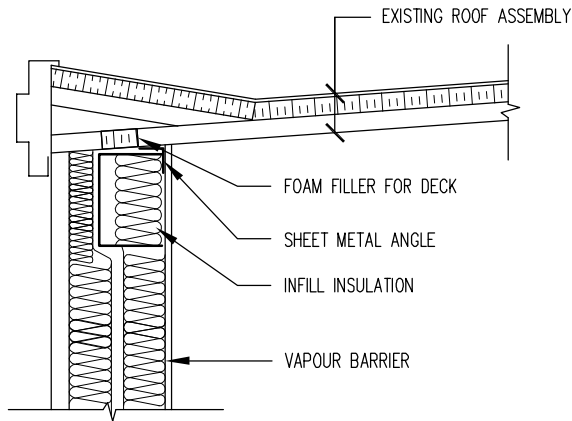 EXISTING ROOF ASSEMBLY
FOAM FILLER FOR DECK
SHEET METAL ANGLE
INFILL INSULATION
VAPOUR BARRIER